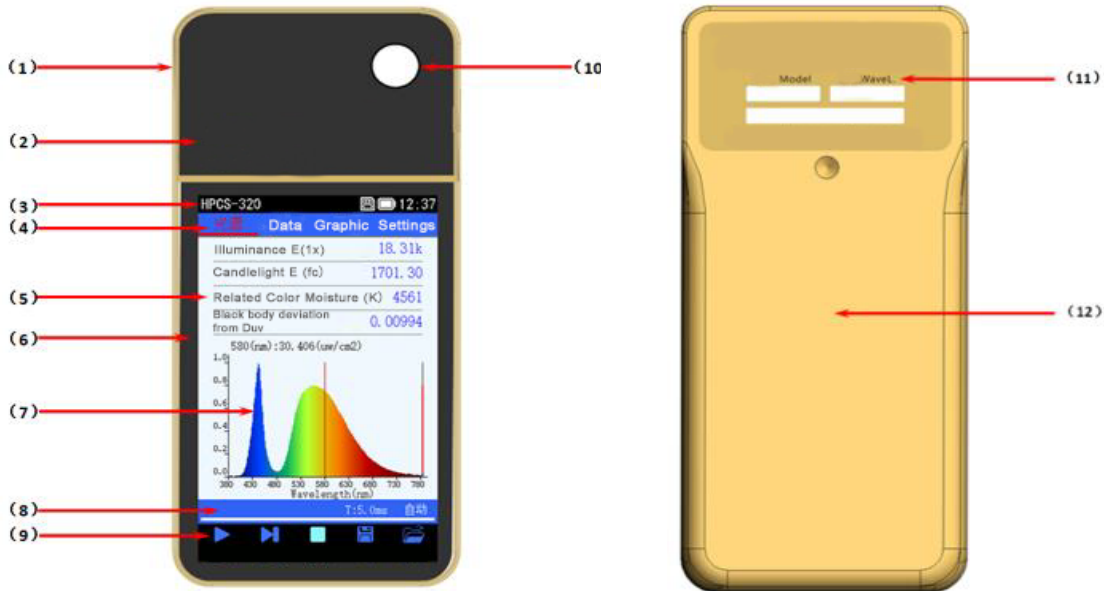 (1)
(2)
(3)
(4)
(5)
(6)
(7)
(8)
(9)
(10
(11)
(12)
HPCS-320 12:37
Data Graphic Settings
Illuminance E(1x) 18.31k
Candlelight E (fc) 1701.30
Related Color Moisture (K) 4561
Black body deviation
from Duv 0.00994
580(nm):30.406(uw/cm2)
1.0
0.8
0.6
0.4
0.2
0.0
380 430 480 530 580 630 680 730 780
Wavelength(nm)
T:5.0ms 自动
Model WaveL